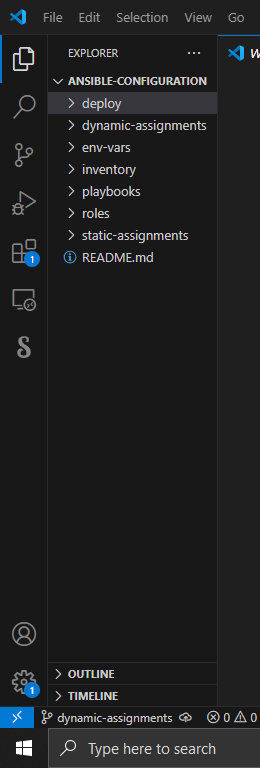 File Edit Selection View Go
EXPLORER ...
ANSIBLE-CONFIGURATION
deploy
dynamic-assignments
env-vars
inventory
playbooks
roles
static-assignments
README.md
1
1
OUTLINE
TIMELINE
dynamic-assignments 0 0
Type here to search